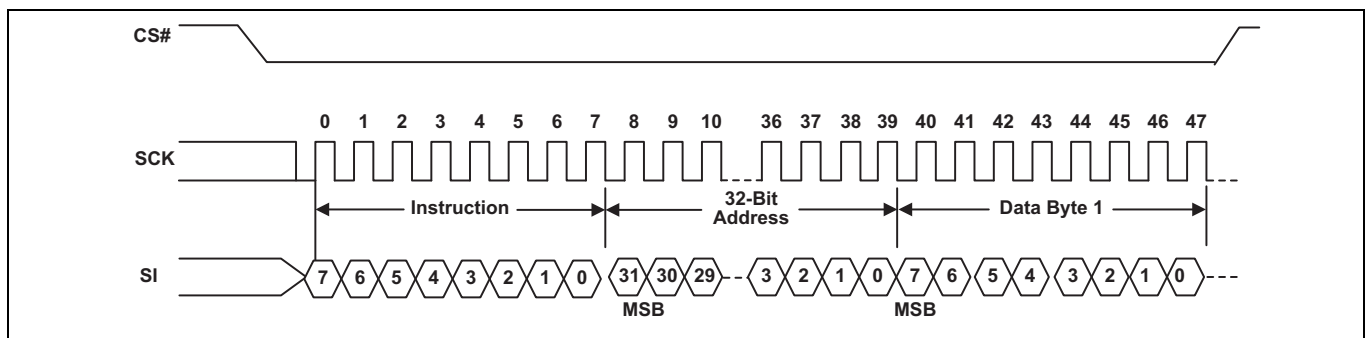 CS#
0 1 2 3 4 5 6 7 8 9 10 36 37 38 39 40 41 42 43 44 45 46 47
SCK
Instruction
32-Bit
Address
Data Byte 1
SI
7 6 5 4 3 2 1 0 31 30 29 3 2 1 0 7 6 5 4 3 2 1 0
MSB MSB